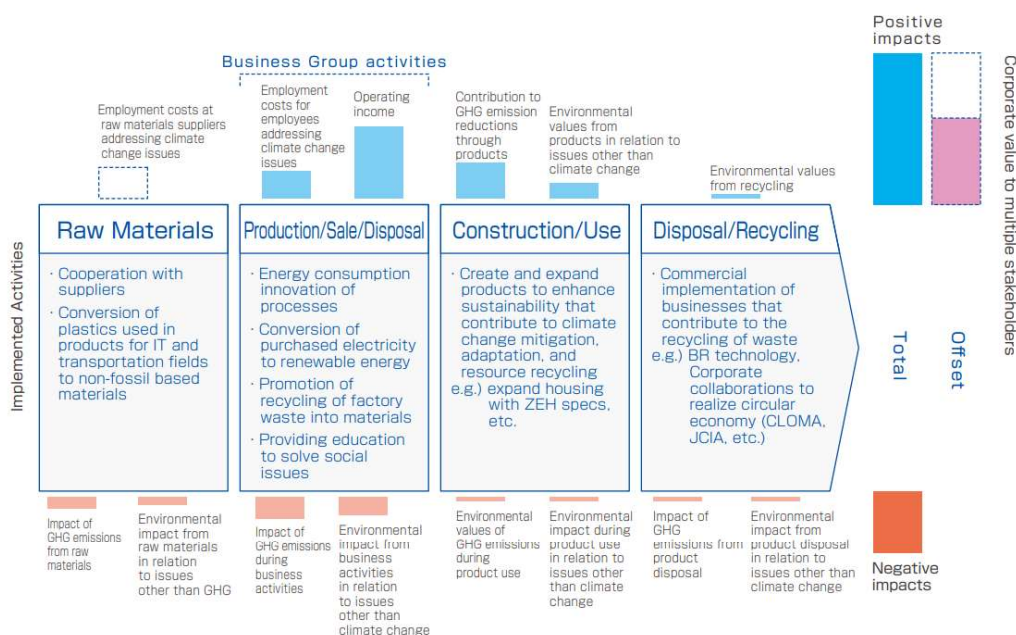 Positive
impacts
Business Group activities
Employment costs at
raw materials suppliers
addressing climate
change issues
Employment
costs for
employees
addressing
climate change
issues
Operating
income
Contribution to
GHG emission
reductions
through
products
Environmental
values from
products in relation to
issues other than
climate change
Environmental values
from recycling
Corporate value to multiple stakeholders
Implemented Activities
Raw Materials
· Cooperation with
suppliers
· Conversion of
plastics used in
products for IT and
transportation fields
to non-fossil based
materials
Production/Sale/Disposal
· Energy consumption
innovation of
processes
· Conversion of
purchased electricity
to renewable energy
· Promotion of
recycling of factory
waste into materials
· Providing education
to solve social
issues
Construction/Use
· Create and expand
products to enhance
sustainability that
contribute to climate
change mitigation,
adaptation, and
resource recycling
e.g.) expand housing
with ZEH specs,
etc.
Disposal/Recycling
· Commercial
implementation of
businesses that
contribute to the
recycling of waste
e.g.) BR technology,
Corporate
collaborations to
realize circular
economy (CLOMA,
JCIA, etc.)
Total
Offset
Impact of
GHG emissions
from raw
materials
Environmental
impact from
raw materials
in relation
to issues
other than GHG
Impact of
GHG emissions
during
business
activities
Environmental
impact from
business
activities
in relation
to issues
other than
climate change
Environmental
values of
GHG emissions
during
product use
Environmental
impact during
product use
in relation to
issues other
than climate
change
Impact of
GHG
emissions from
product
disposal
Environmental
impact from
product disposal
in relation to
issues other than
climate change
Negative
impacts